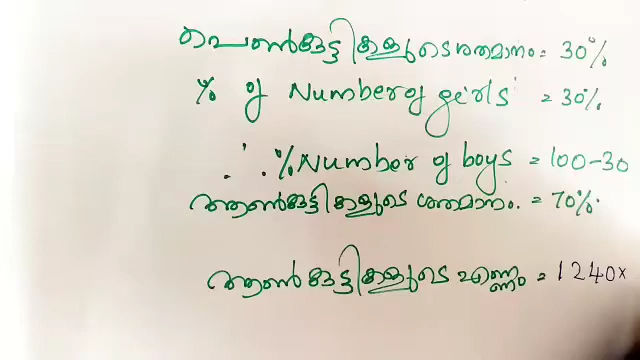 പെൺകുട്ടികളുടെ ശതമാനം = 30%
% of Number of girls = 30%
∴ % Number of boys = 100-30
ആൺകുട്ടികളുടെ ശതമാനം. = 70%
ആൺകുട്ടികളുടെ എണ്ണം = 1240×